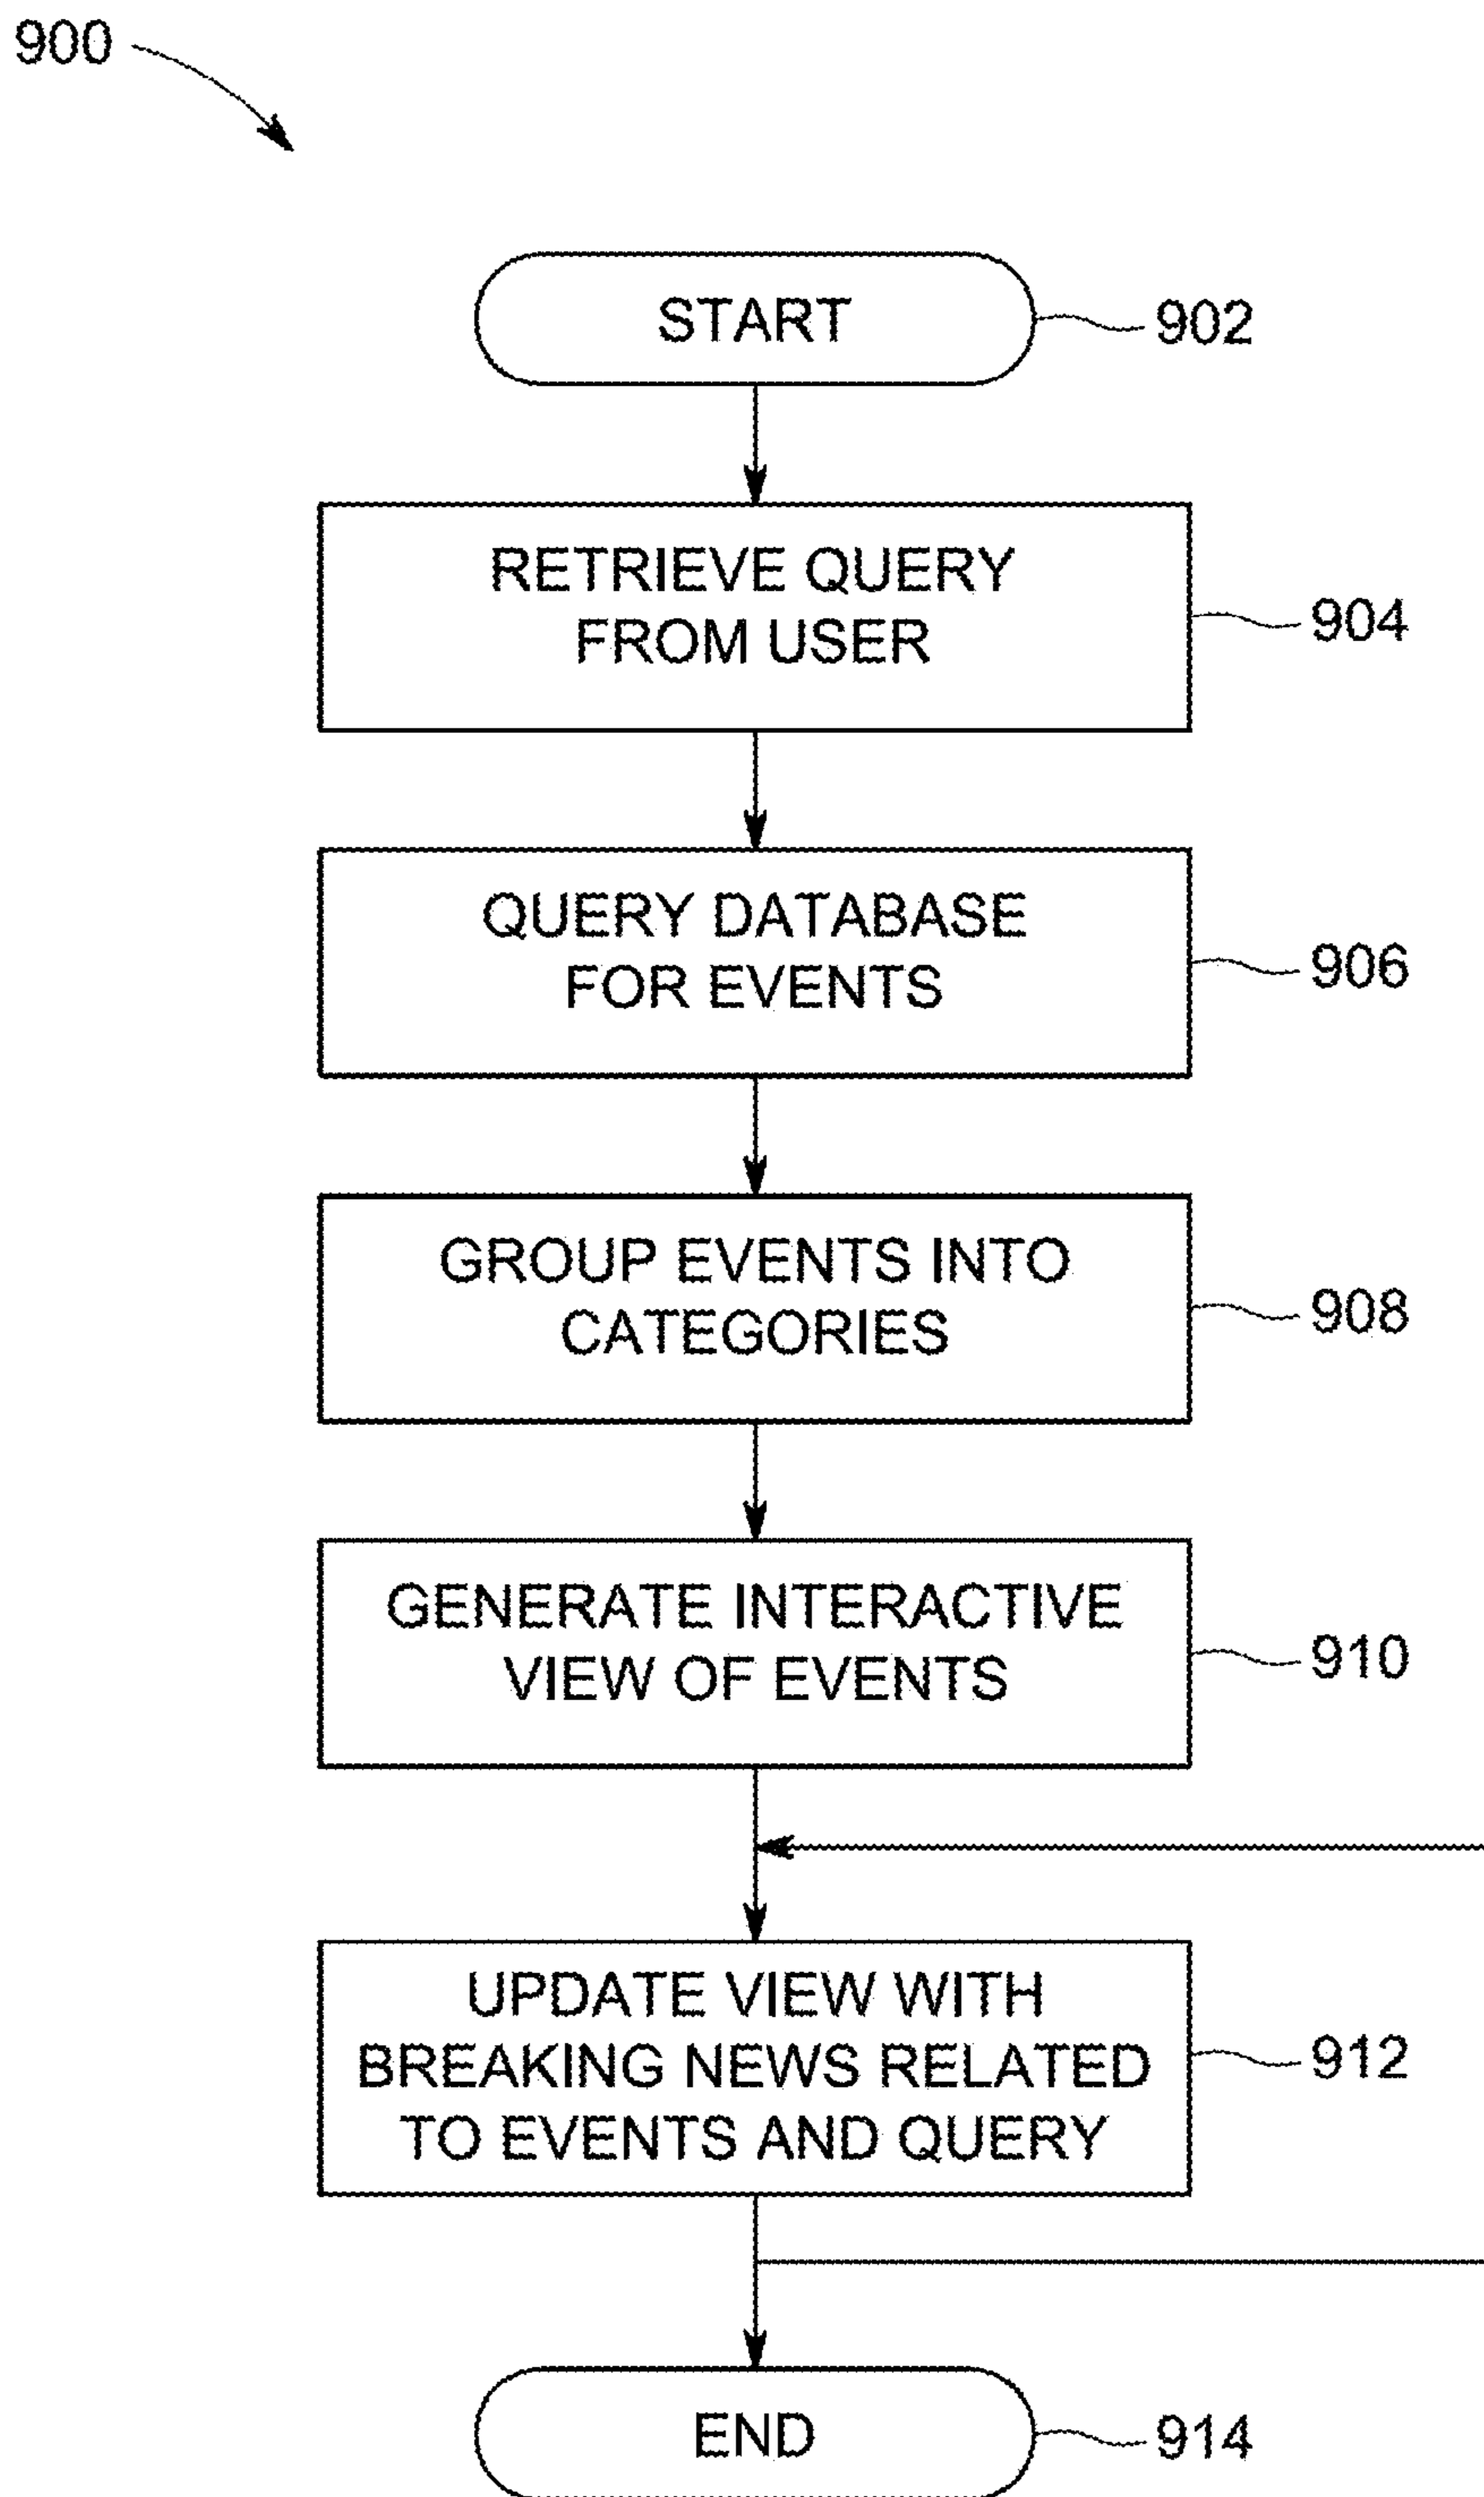 900
START
902
RETRIEVE QUERY
FROM USER
904
QUERY DATABASE
FOR EVENTS
906
GROUP EVENTS INTO
CATEGORIES
908
GENERATE INTERACTIVE
VIEW OF EVENTS
910
UPDATE VIEW WITH
BREAKING NEWS RELATED
TO EVENTS AND QUERY
912
END
914